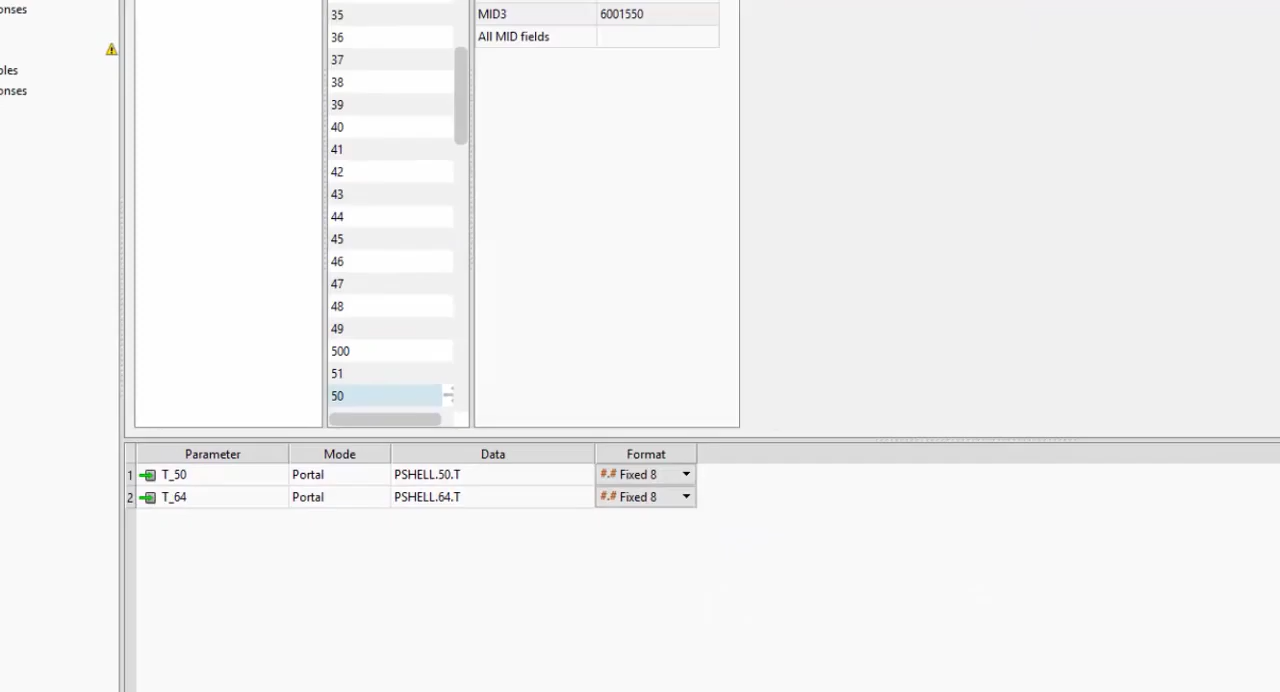 onses
ples
onses
35
36
37
38
39
40
41
42
43
44
45
46
47
48
49
500
51
50
MID3 6001550
All MID fields
Parameter Mode Data Format
1 T_50 Portal PSHELL.50.T #.# Fixed 8
2 T_64 Portal PSHELL.64.T #.# Fixed 8